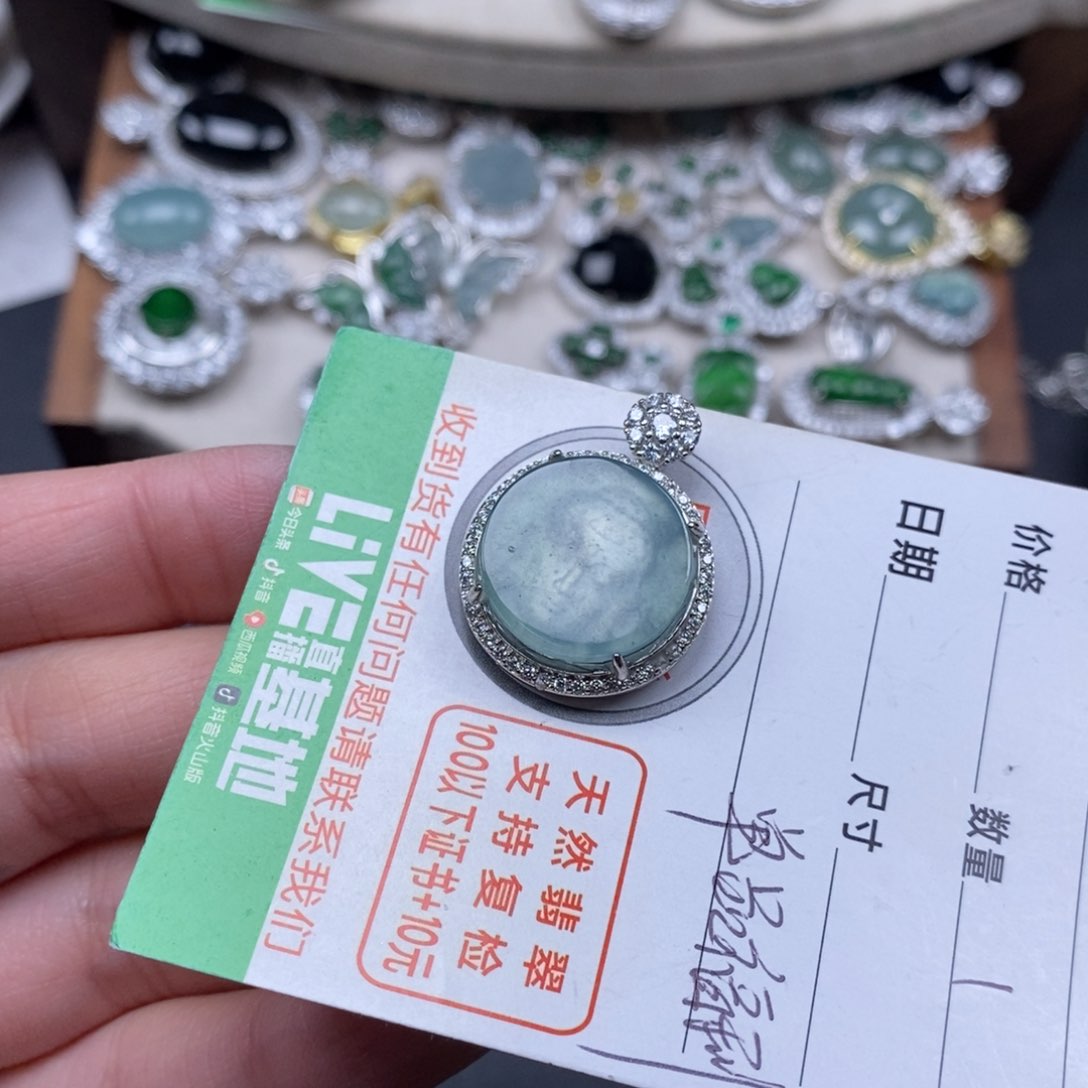 LIVE直播基地
今日头条 抖音 西瓜视频 抖音火山版
收到货有任何问题请联系我们
天然翡翠
支持复检
100以下证书+10元
价格 数量 1
日期 尺寸